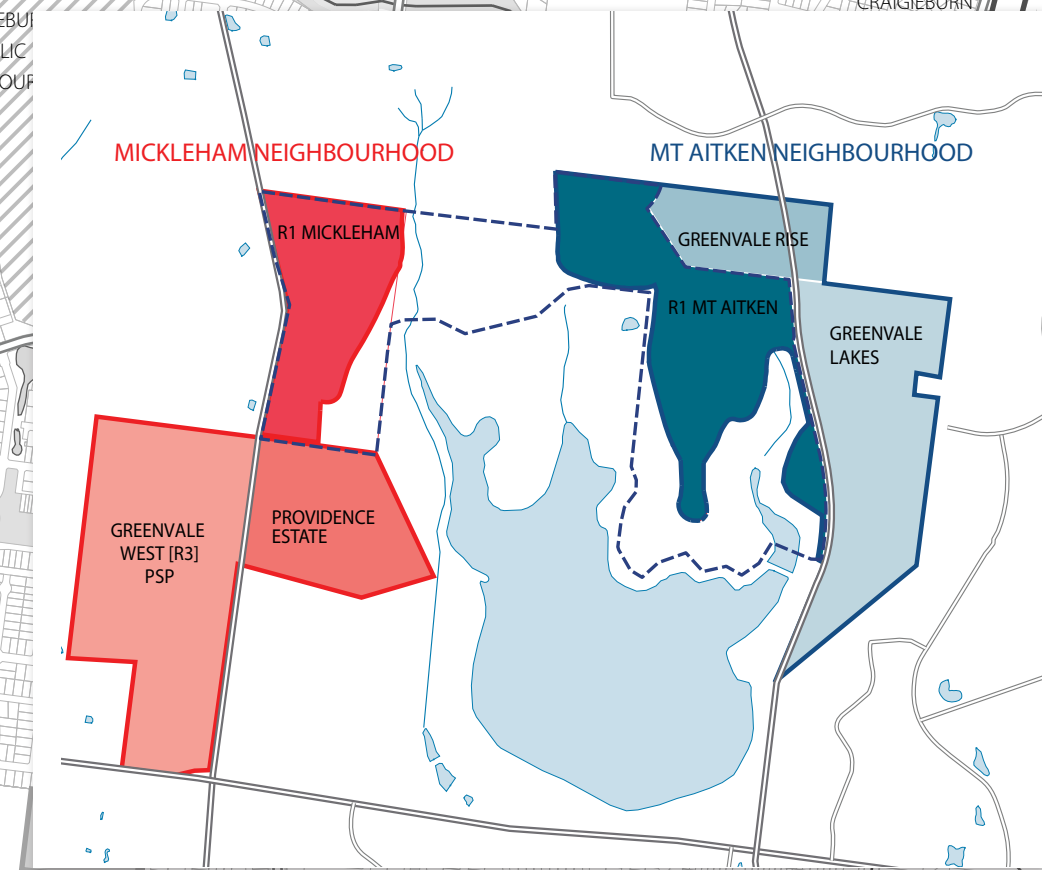 CRAIGIEBURN
LIC
MICKLEHAM NEIGHBOURHOOD
MT AITKEN NEIGHBOURHOOD
R1 MICKLEHAM
GREENVALE RISE
R1 MT AITKEN
GREENVALE
LAKES
GREENVALE
WEST [R3]
PSP
PROVIDENCE
ESTATE